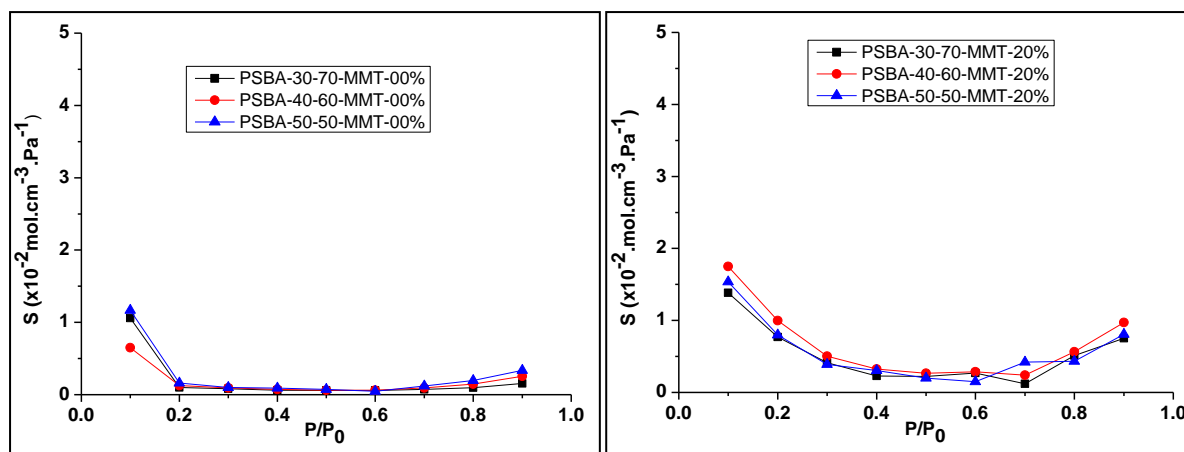 5
4
3
2
1
0
S (x10⁻²mol.cm⁻³.Pa⁻¹)
PSBA-30-70-MMT-00%
PSBA-40-60-MMT-00%
PSBA-50-50-MMT-00%
0.0 0.2 0.4 0.6 0.8 1.0
P/P₀
5
4
3
2
1
0
S (x10⁻².mol.cm⁻³.Pa⁻¹)
PSBA-30-70-MMT-20%
PSBA-40-60-MMT-20%
PSBA-50-50-MMT-20%
0.0 0.2 0.4 0.6 0.8 1.0
P/P₀